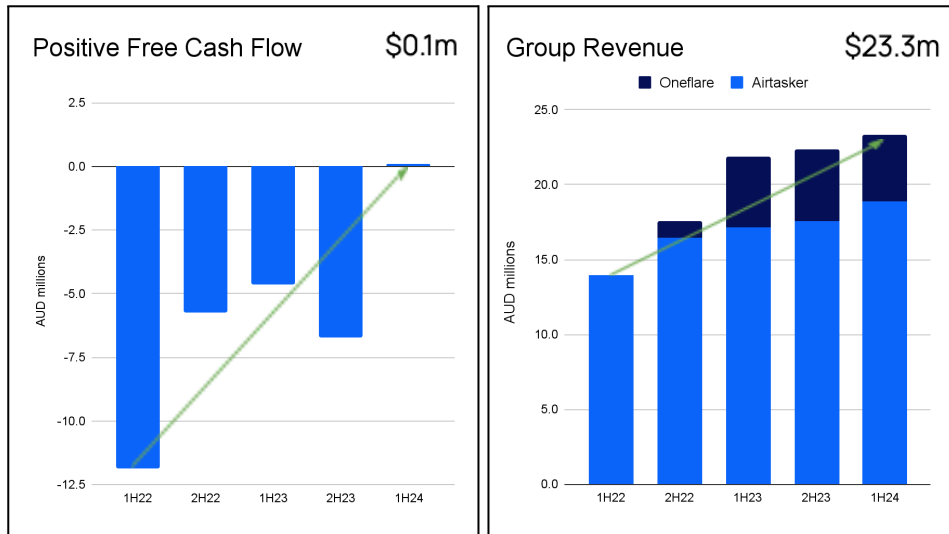 Positive Free Cash Flow $0.1m
2.5
0.0
-2.5
-5.0
-7.5
-10.0
-12.5
AUD millions
1H22 2H22 1H23 2H23 1H24
Group Revenue $23.3m
Oneflare Airtasker
25.0
20.0
15.0
10.0
5.0
0.0
AUD millions
1H22 2H22 1H23 2H23 1H24